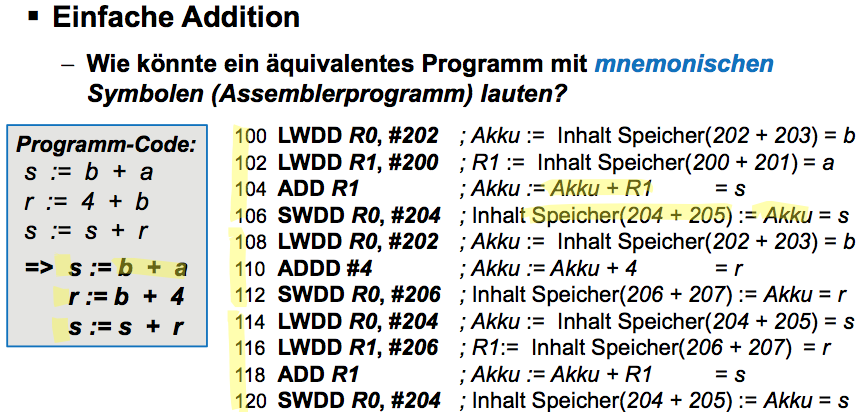 ▪ Einfache Addition
– Wie könnte ein äquivalentes Programm mit mnemonischen
Symbolen (Assemblerprogramm) lauten?
Programm-Code:
s := b + a
r := 4 + b
s := s + r
=> s := b + a
r := b + 4
s := s + r
100 LWDD R0, #202 ; Akku := Inhalt Speicher(202 + 203) = b
102 LWDD R1, #200 ; R1 := Inhalt Speicher(200 + 201) = a
104 ADD R1 ; Akku := Akku + R1 = s
106 SWDD R0, #204 ; Inhalt Speicher(204 + 205) := Akku = s
108 LWDD R0, #202 ; Akku := Inhalt Speicher(202 + 203) = b
110 ADDD #4 ; Akku := Akku + 4 = r
112 SWDD R0, #206 ; Inhalt Speicher(206 + 207) := Akku = r
114 LWDD R0, #204 ; Akku := Inhalt Speicher(204 + 205) = s
116 LWDD R1, #206 ; R1:= Inhalt Speicher(206 + 207) = r
118 ADD R1 ; Akku := Akku + R1 = s
120 SWDD R0, #204 ; Inhalt Speicher(204 + 205) := Akku = s